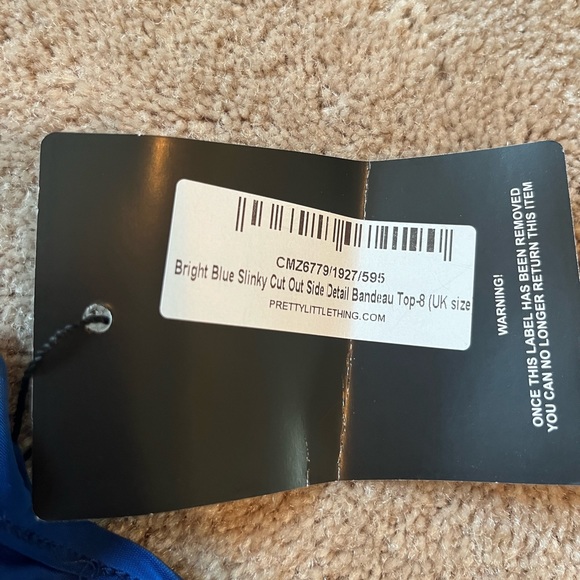 CMZ6779/1927/595
Bright Blue Slinky Cut Out Side Detail Bandeau Top-8 (UK size
PRETTYLITTLETHING.COM
WARNING!
ONCE THIS LABEL HAS BEEN REMOVED
YOU CAN NO LONGER RETURN THIS ITEM